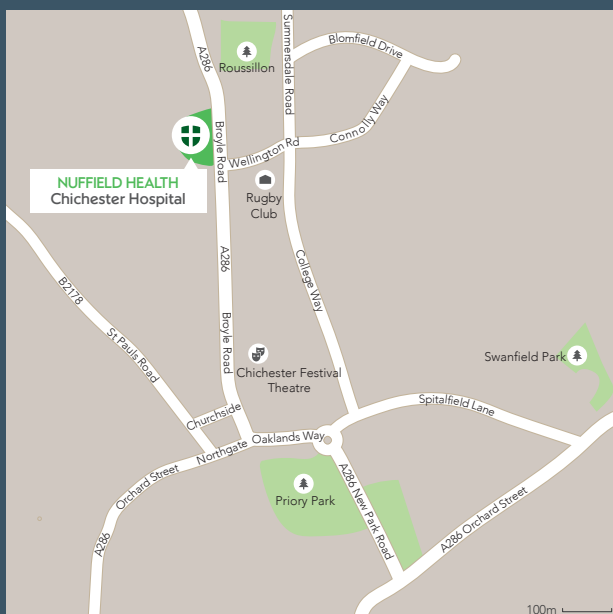 A286
Summersdale Road
Blomfield Drive
Roussillon
Connolly Way
Broyle Road
Wellington Rd
NUFFIELD HEALTH
Chichester Hospital
Rugby
Club
A286
College Way
B2178
St Pauls Road
Broyle Road
Chichester Festival
Theatre
Swanfield Park
Churchside
Spitalfield Lane
Oaklands Way
Northgate
Orchard Street
Priory Park
A286 New Park Road
A286 Orchard Street
A286
100m